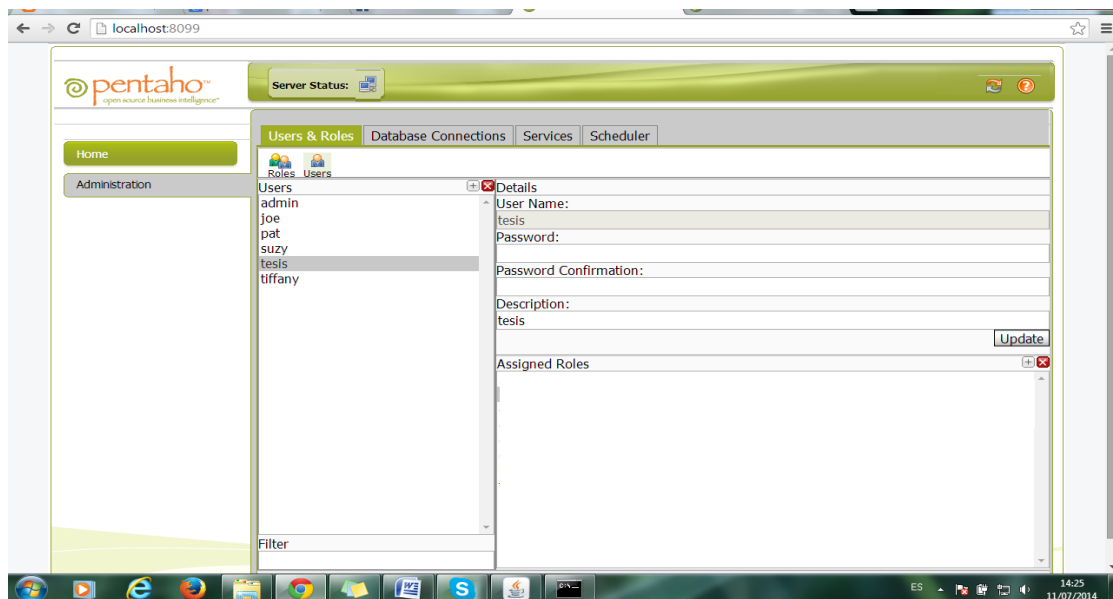 localhost:8099
pentaho™
open source business intelligence™
Server Status:
Home
Administration
Users & Roles Database Connections Services Scheduler
Roles Users
Users
admin
joe
pat
suzy
tesis
tiffany
Filter
Details
User Name:
tesis
Password:
Password Confirmation:
Description:
tesis
Update
Assigned Roles
ES
14:25
11/07/2014